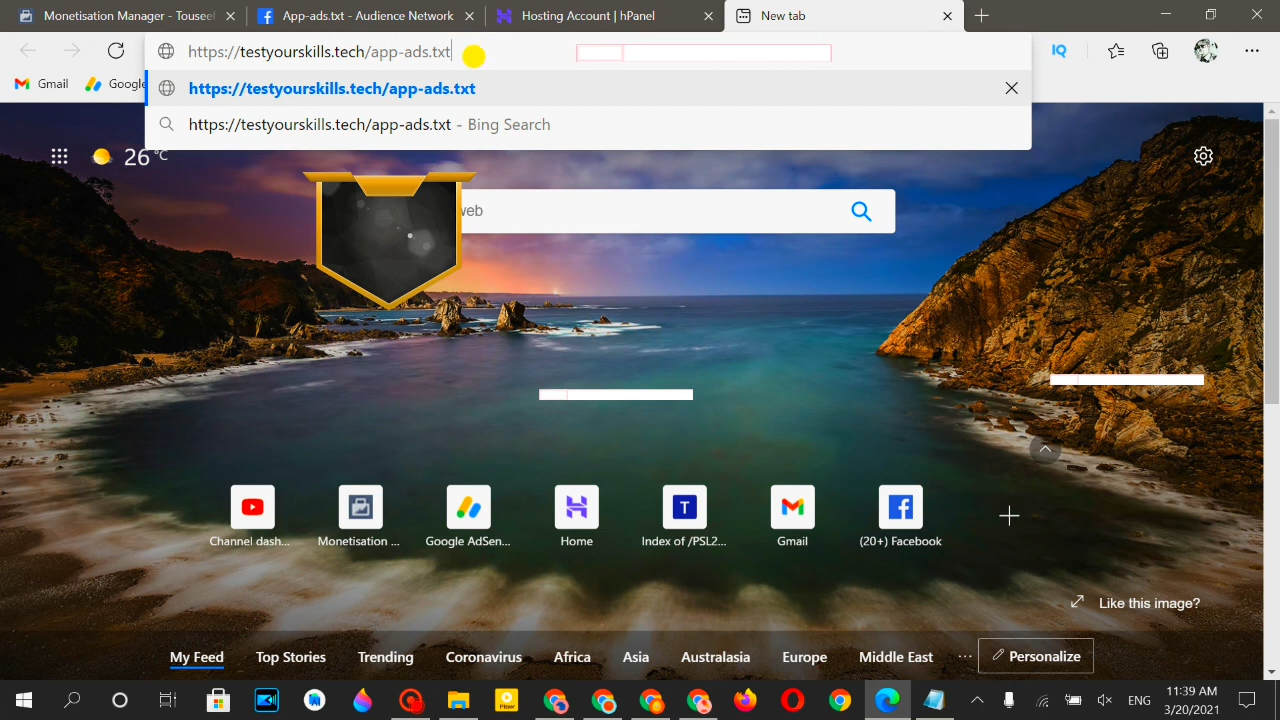 Monetisation Manager - Touseef
App-ads.txt - Audience Network
Hosting Account | hPanel
New tab
https://testyourskills.tech/app-ads.txt
IQ
Gmail
Google
https://testyourskills.tech/app-ads.txt
https://testyourskills.tech/app-ads.txt - Bing Search
26 °C
web
Channel dash...
Monetisation ...
Google AdSen...
Home
T
Index of /PSL2...
Gmail
(20+) Facebook
Like this image?
My Feed
Top Stories
Trending
Coronavirus
Africa
Asia
Australasia
Europe
Middle East
...
Personalize
ENG
11:39 AM
3/20/2021